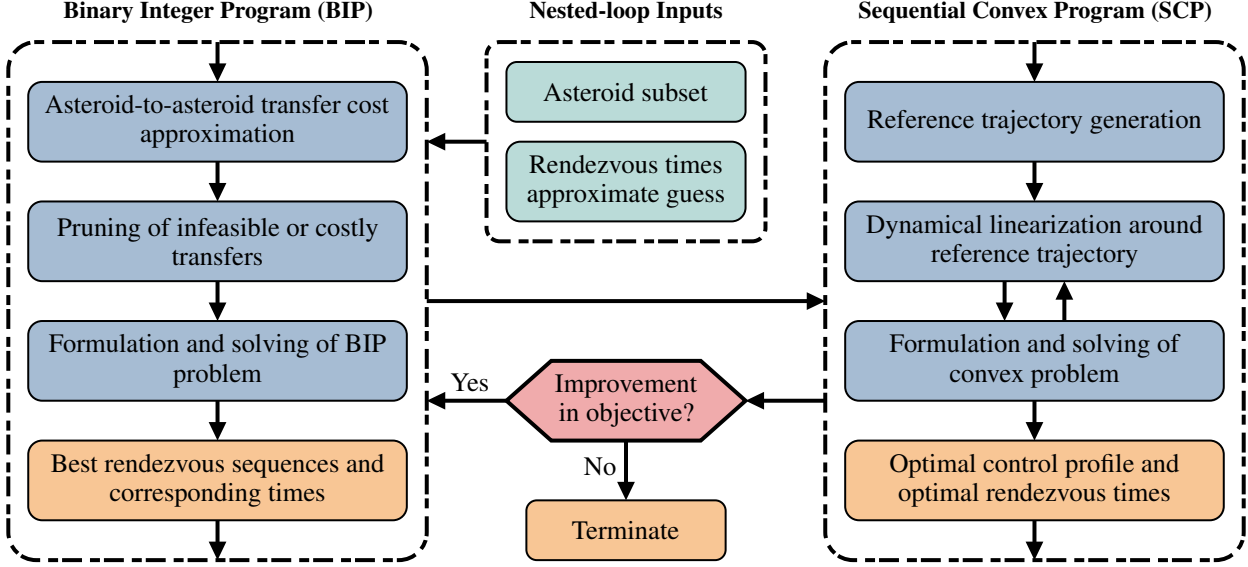 Binary Integer Program (BIP)
Asteroid-to-asteroid transfer cost
approximation
Pruning of infeasible or costly
transfers
Formulation and solving of BIP
problem
Best rendezvous sequences and
corresponding times
Nested-loop Inputs
Asteroid subset
Rendezvous times
approximate guess
Yes
Improvement
in objective?
No
Terminate
Sequential Convex Program (SCP)
Reference trajectory generation
Dynamical linearization around
reference trajectory
Formulation and solving of
convex problem
Optimal control profile and
optimal rendezvous times